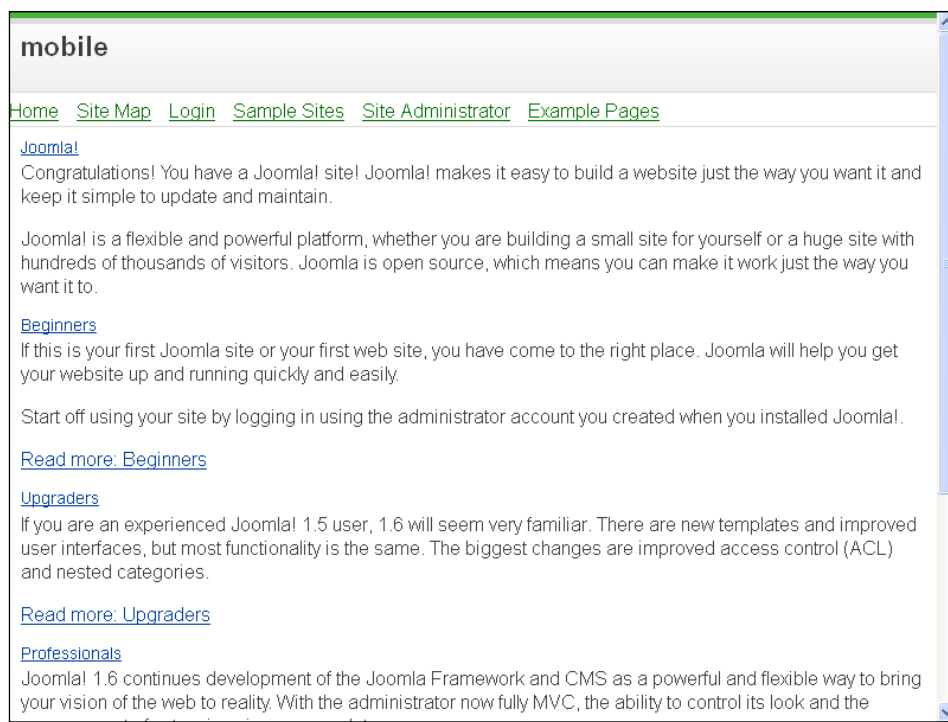 mobile
Home Site Map Login Sample Sites Site Administrator Example Pages
Joomla!
Congratulations! You have a Joomla! site! Joomla! makes it easy to build a website just the way you want it and
keep it simple to update and maintain.
Joomla! is a flexible and powerful platform, whether you are building a small site for yourself or a huge site with
hundreds of thousands of visitors. Joomla is open source, which means you can make it work just the way you
want it to.
Beginners
If this is your first Joomla site or your first web site, you have come to the right place. Joomla will help you get
your website up and running quickly and easily.
Start off using your site by logging in using the administrator account you created when you installed Joomla!.
Read more: Beginners
Upgraders
If you are an experienced Joomla! 1.5 user, 1.6 will seem very familiar. There are new templates and improved
user interfaces, but most functionality is the same. The biggest changes are improved access control (ACL)
and nested categories.
Read more: Upgraders
Professionals
Joomla! 1.6 continues development of the Joomla Framework and CMS as a powerful and flexible way to bring
your vision of the web to reality. With the administrator now fully MVC, the ability to control its look and the